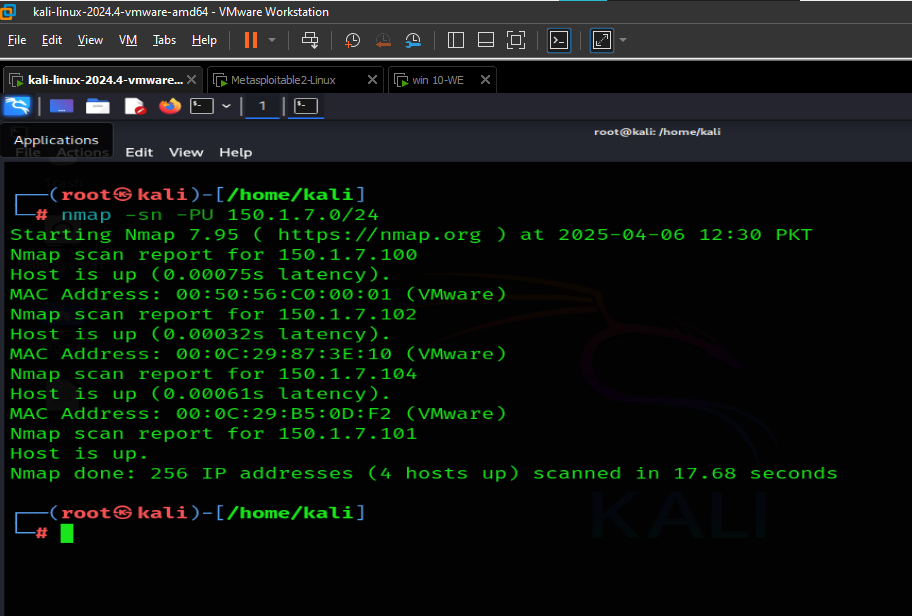 kali-linux-2024.4-vmware-amd64 - VMware Workstation
File Edit View VM Tabs Help
kali-linux-2024.4-vmware... Metasploitable2-Linux win 10-WE
1
root@kali: /home/kali
Applications
File Actions Edit View Help
┌──(root㉿kali)-[/home/kali]
└─# nmap -sn -PU 150.1.7.0/24
Starting Nmap 7.95 ( https://nmap.org ) at 2025-04-06 12:30 PKT
Nmap scan report for 150.1.7.100
Host is up (0.00075s latency).
MAC Address: 00:50:56:C0:00:01 (VMware)
Nmap scan report for 150.1.7.102
Host is up (0.00032s latency).
MAC Address: 00:0C:29:87:3E:10 (VMware)
Nmap scan report for 150.1.7.104
Host is up (0.00061s latency).
MAC Address: 00:0C:29:B5:0D:F2 (VMware)
Nmap scan report for 150.1.7.101
Host is up.
Nmap done: 256 IP addresses (4 hosts up) scanned in 17.68 seconds
┌──(root㉿kali)-[/home/kali]
└─#
KALI